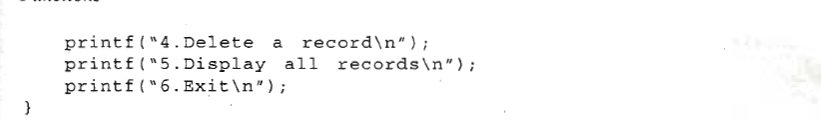 printf("4.Delete a record\n");
printf("5.Display all records\n");
printf("6.Exit\n");
}